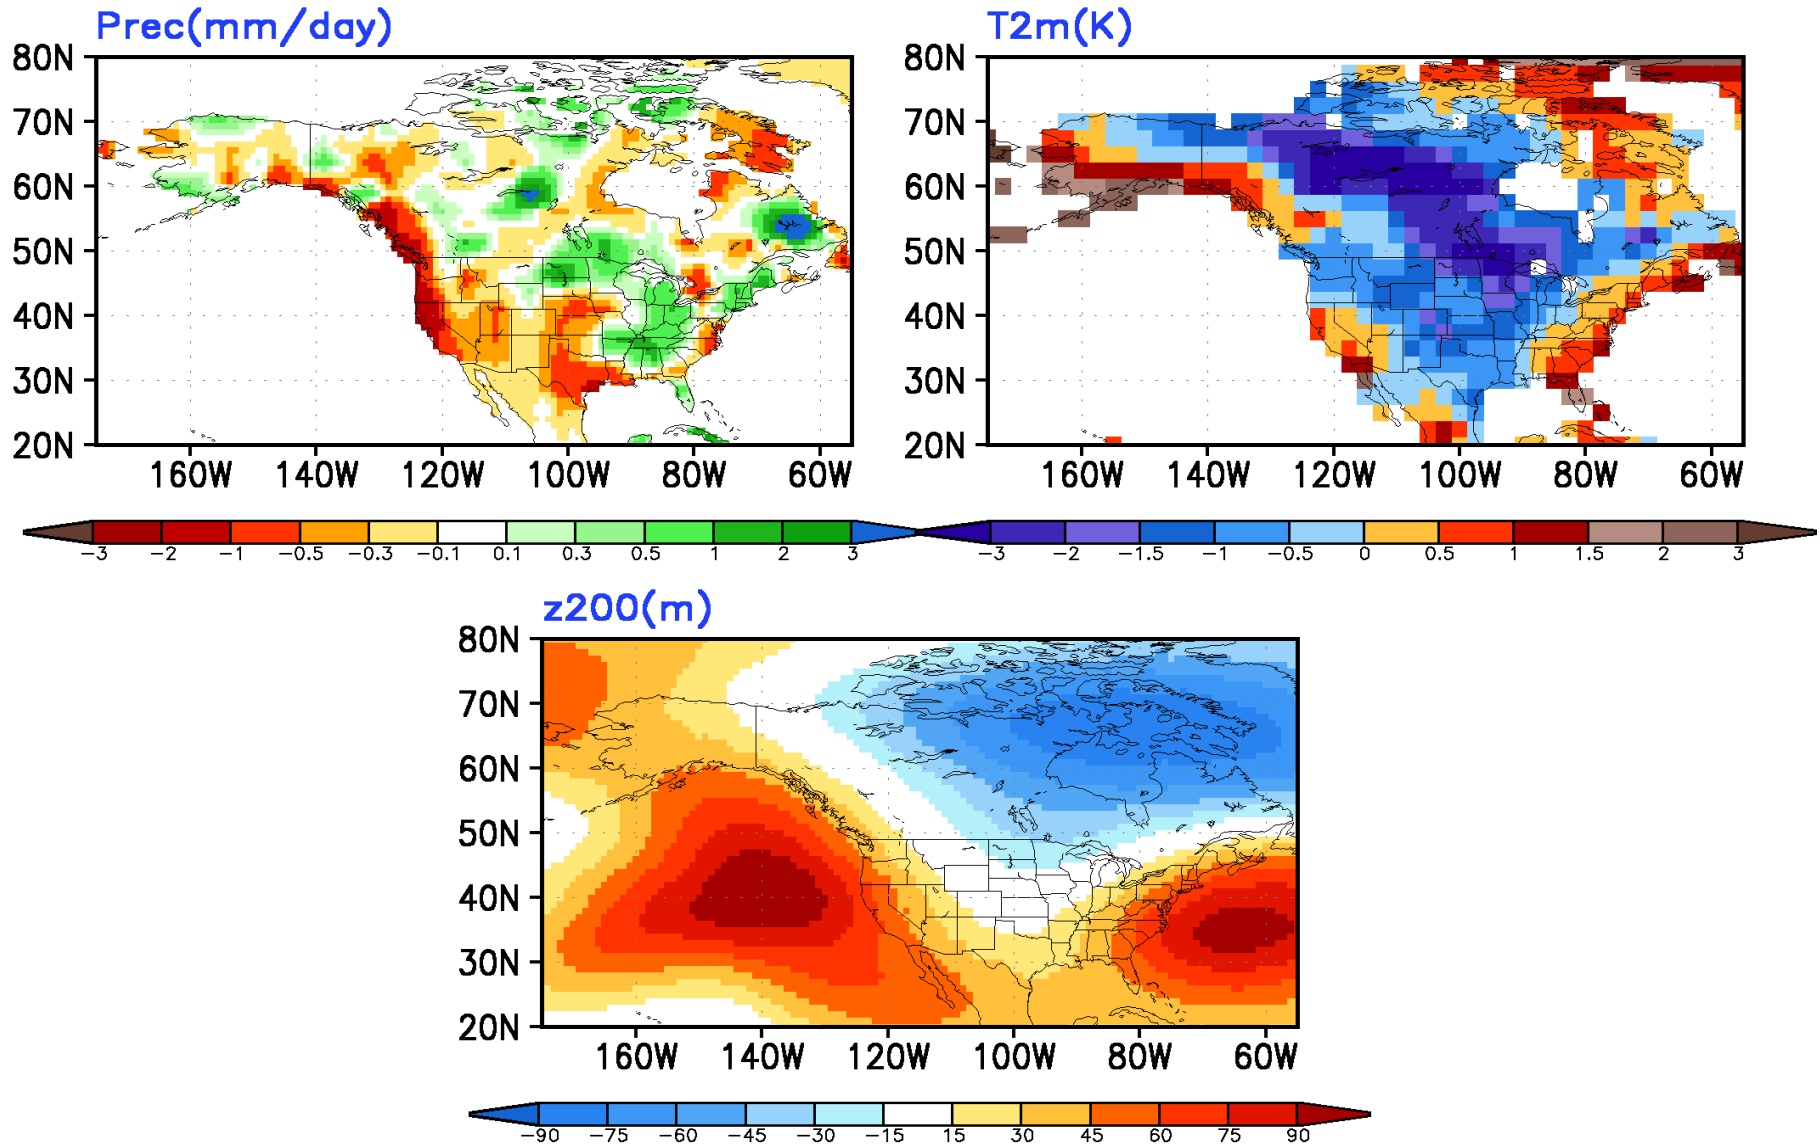 Prec(mm/day)
80N
70N
60N
50N
40N
30N
20N
160W 140W 120W 100W 80W 60W
-3 -2 -1 -0.5 -0.3 -0.1 0.1 0.3 0.5 1 2 3
T2m(K)
80N
70N
60N
50N
40N
30N
20N
160W 140W 120W 100W 80W 60W
-3 -2 -1.5 -1 -0.5 0 0.5 1 1.5 2 3
z200(m)
80N
70N
60N
50N
40N
30N
20N
160W 140W 120W 100W 80W 60W
-90 -75 -60 -45 -30 -15 15 30 45 60 75 90